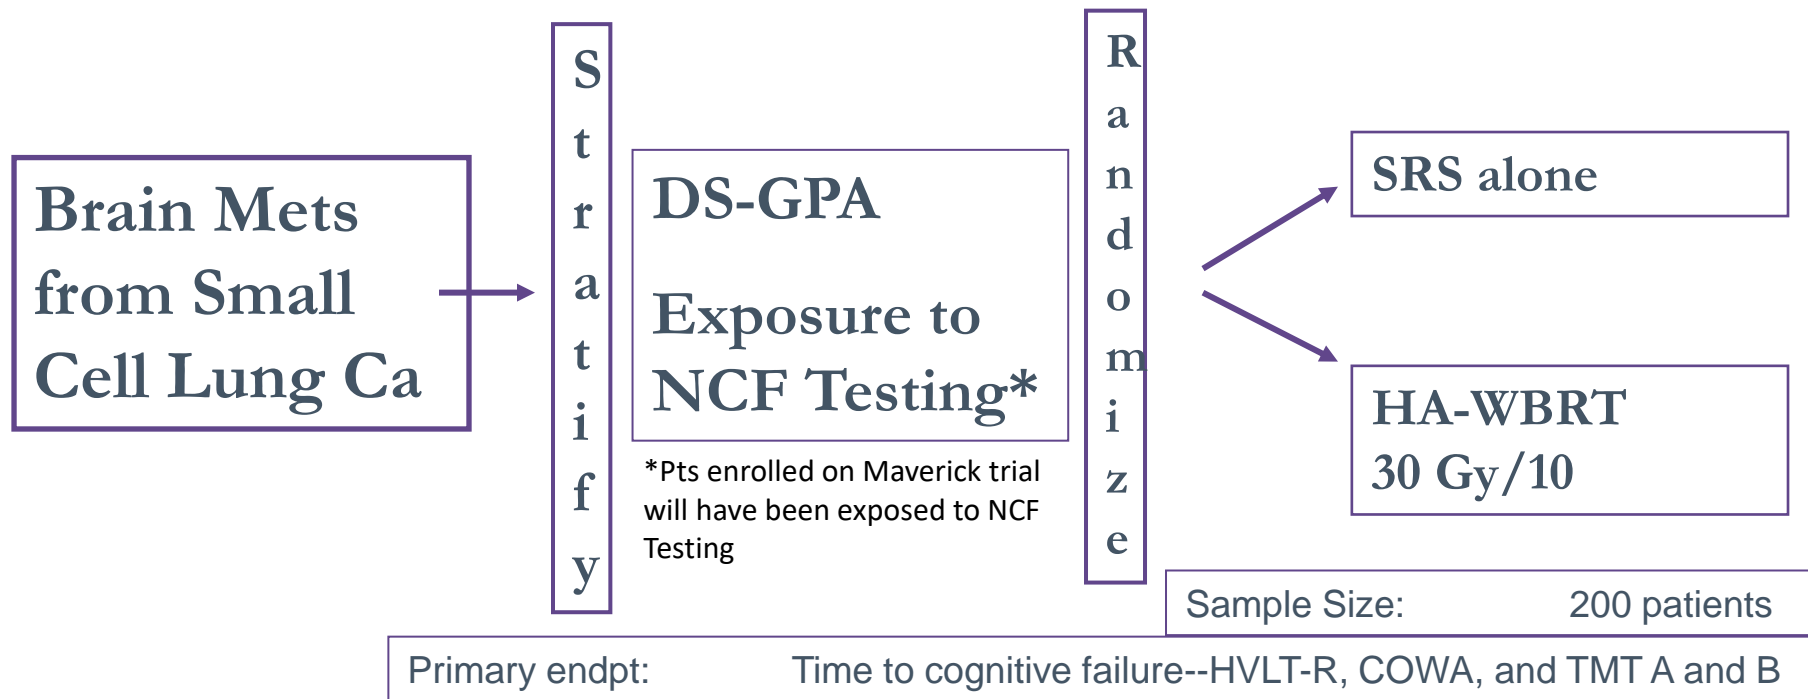 Brain Mets
from Small
Cell Lung Ca
Stratify
DS-GPA
Exposure to
NCF Testing*
*Pts enrolled on Maverick trial
will have been exposed to NCF
Testing
Randomize
SRS alone
HA-WBRT
30 Gy/10
Sample Size: 200 patients
Primary endpt: Time to cognitive failure--HVLT-R, COWA, and TMT A and B